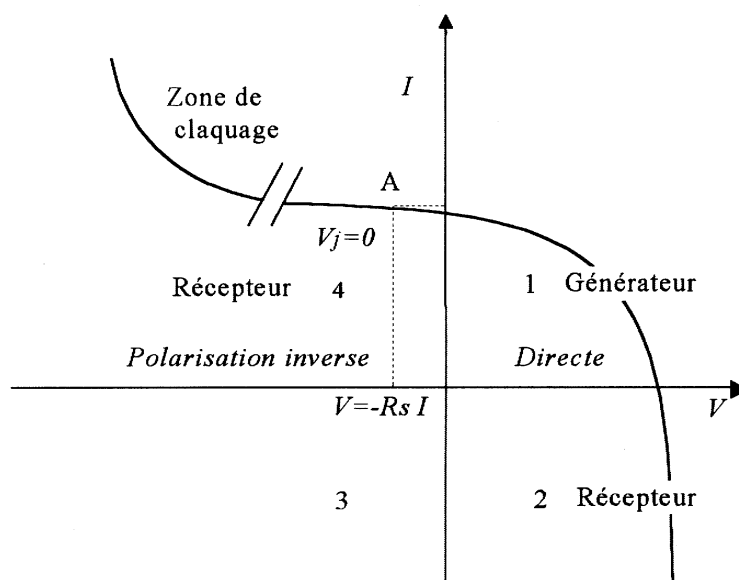 I
Zone de
claquage
A
Vj=0
Récepteur 4
1 Générateur
Polarisation inverse
Directe
V=-Rs I
V
3
2 Récepteur